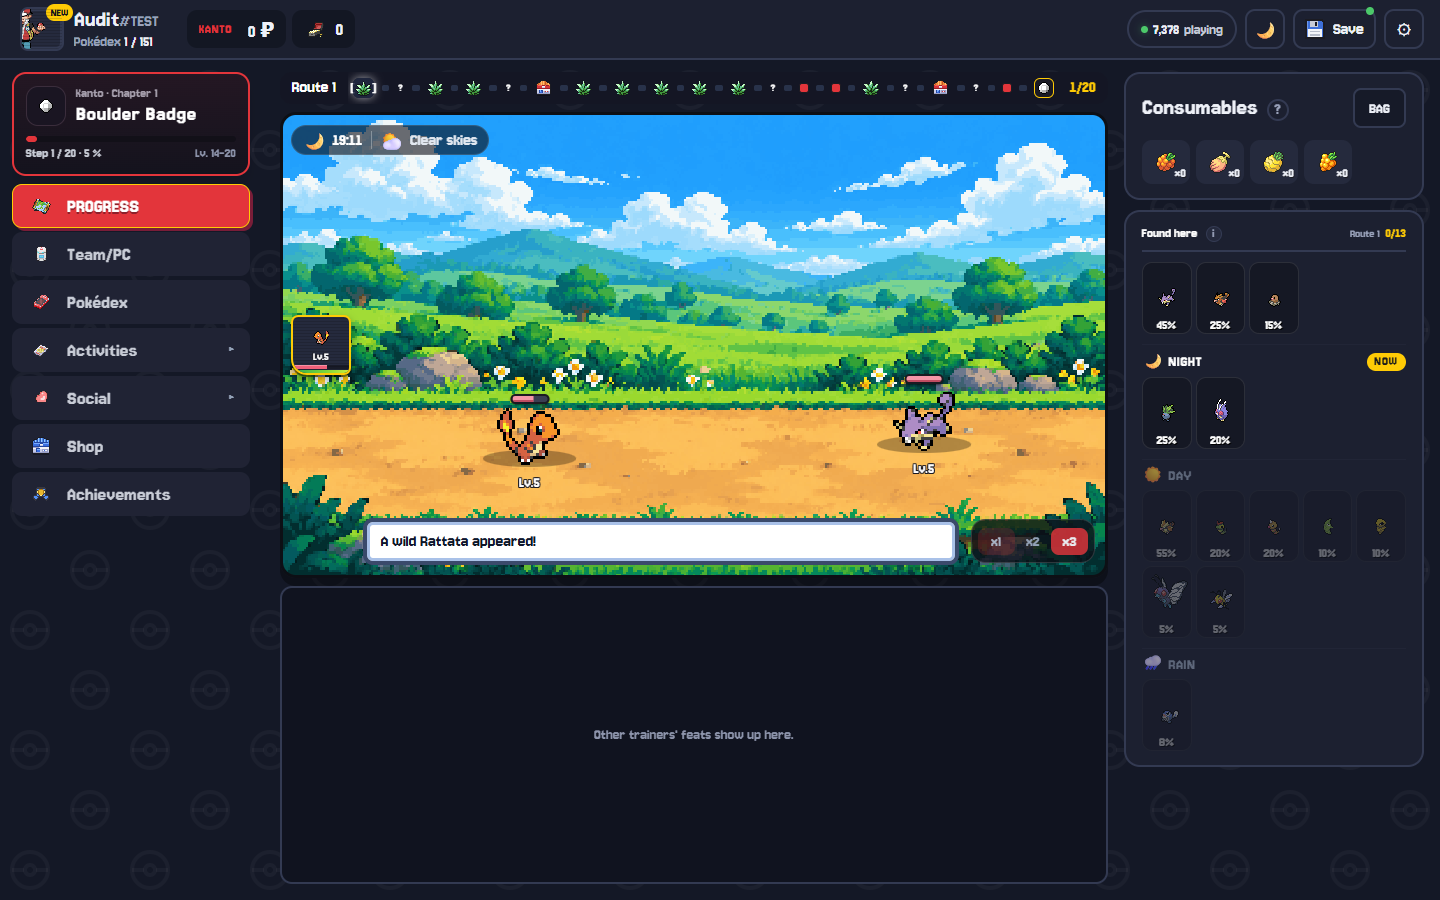 NEW
Audit#TEST
Pokédex 1 / 151
KANTO 0 ₽
0
7,378 playing
Save
Kanto · Chapter 1
Boulder Badge
Step 1 / 20 · 5 %
Lv. 14-20
PROGRESS
Team/PC
Pokédex
Activities
Social
Shop
Achievements
Route 1
[ ] ? ? ? ? ?
1/20
19:11
Clear skies
Lv.5
Lv.5
Lv.5
A wild Rattata appeared!
x1 x2 x3
Other trainers' feats show up here.
Consumables ?
BAG
x0 x0 x0 x0
Found here i
Route 1 0/13
45% 25% 15%
NIGHT
NOW
25% 20%
DAY
55% 20% 20% 10% 10%
5% 5%
RAIN
8%